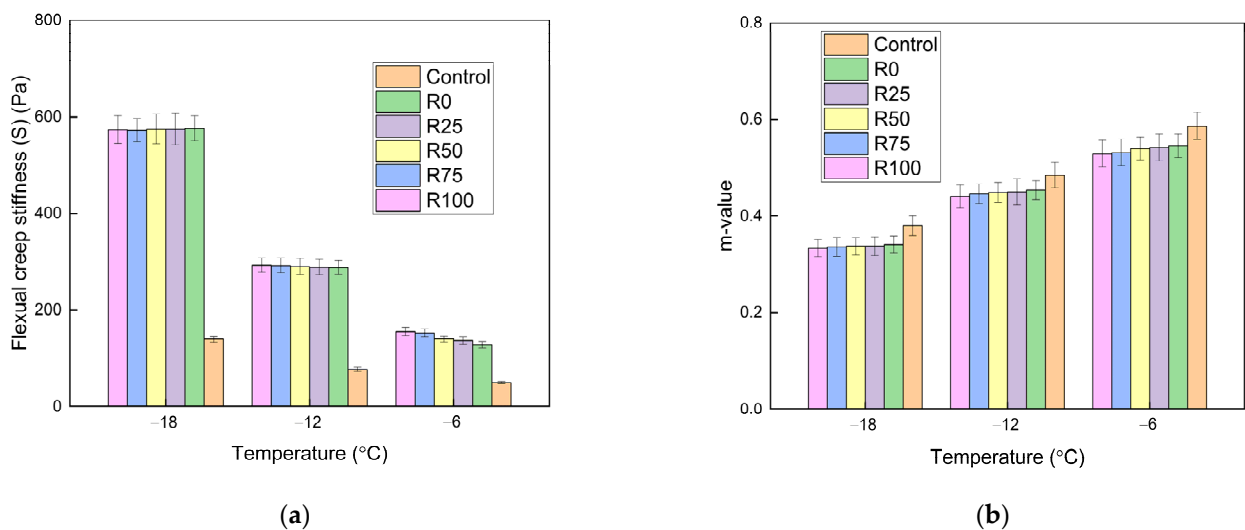 800
600
400
200
0
Flexual creep stiffness (S) (Pa)
Control
R0
R25
R50
R75
R100
−18
−12
−6
Temperature (°C)
(a)
0.8
0.6
0.4
0.2
0.0
m-value
Control
R0
R25
R50
R75
R100
−18
−12
−6
Temperature (°C)
(b)